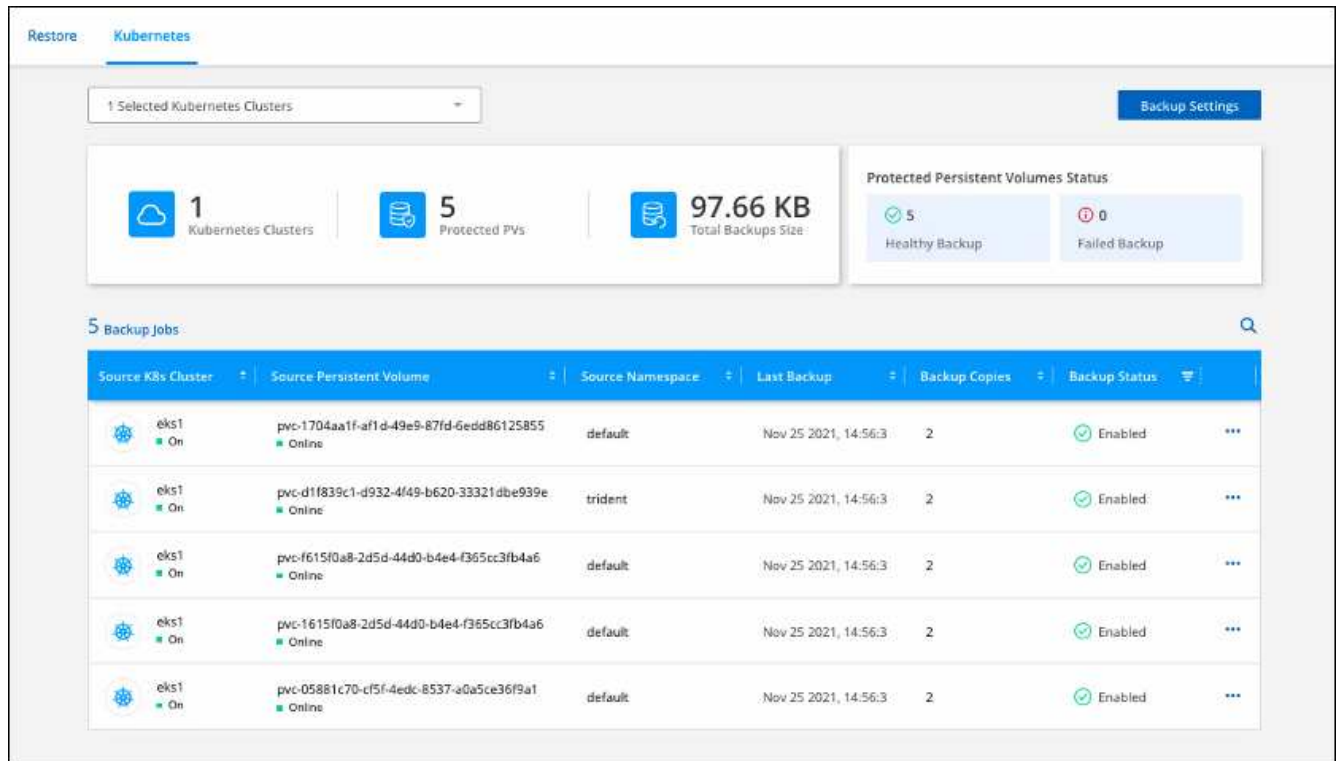 Restore Kubernetes
1 Selected Kubernetes Clusters
Backup Settings
1
Kubernetes Clusters
5
Protected PVs
97.66 KB
Total Backups Size
Protected Persistent Volumes Status
5
Healthy Backup
0
Failed Backup
5 Backup Jobs
Source K8s Cluster Source Persistent Volume Source Namespace Last Backup Backup Copies Backup Status
eks1 pvc-1704aa1f-af1d-49e9-87fd-6edd86125855 default Nov 25 2021, 14:56:3 2 Enabled
On Online
eks1 pvc-d1f839c1-d932-4f49-b620-33321dbe939e trident Nov 25 2021, 14:56:3 2 Enabled
On Online
eks1 pvc-f615f0a8-2d5d-44d0-b4e4-f365cc3fb4a6 default Nov 25 2021, 14:56:3 2 Enabled
On Online
eks1 pvc-1615f0a8-2d5d-44d0-b4e4-f365cc3fb4a6 default Nov 25 2021, 14:56:3 2 Enabled
On Online
eks1 pvc-05881c70-cf5f-4edc-8537-a0a5ce36f9a1 default Nov 25 2021, 14:56:3 2 Enabled
On Online